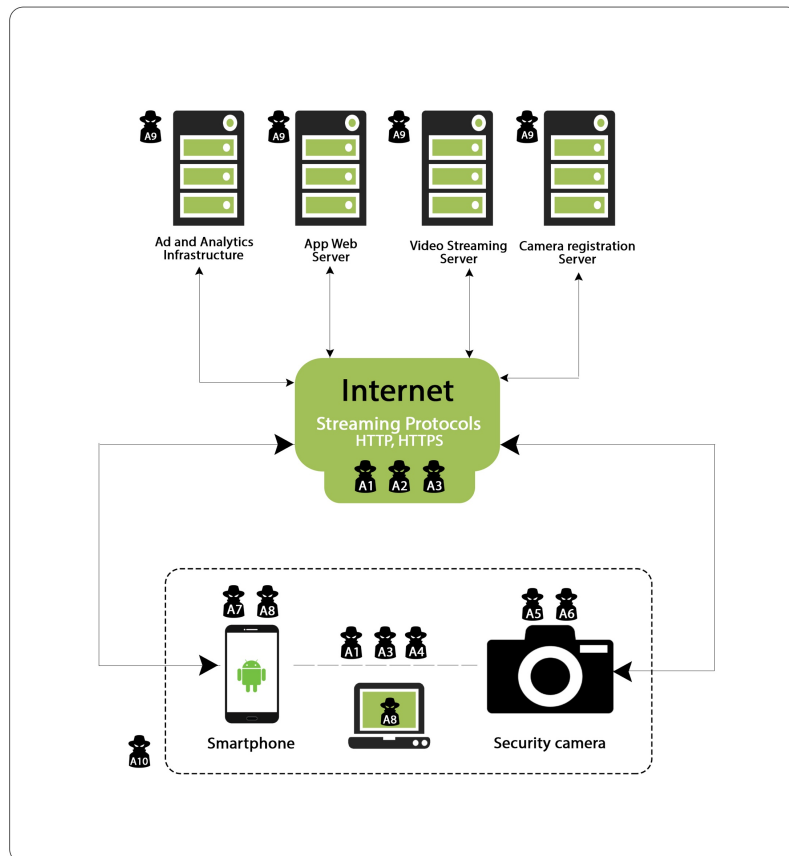 A9
A9
A9
A9
Ad and Analytics
Infrastructure
App Web
Server
Video Streaming
Server
Camera registration
Server
Internet
Streaming Protocols
HTTP, HTTPS
A1 A2 A3
A7 A8
A1 A3 A4
A5 A6
A8
Smartphone
Security camera
A10